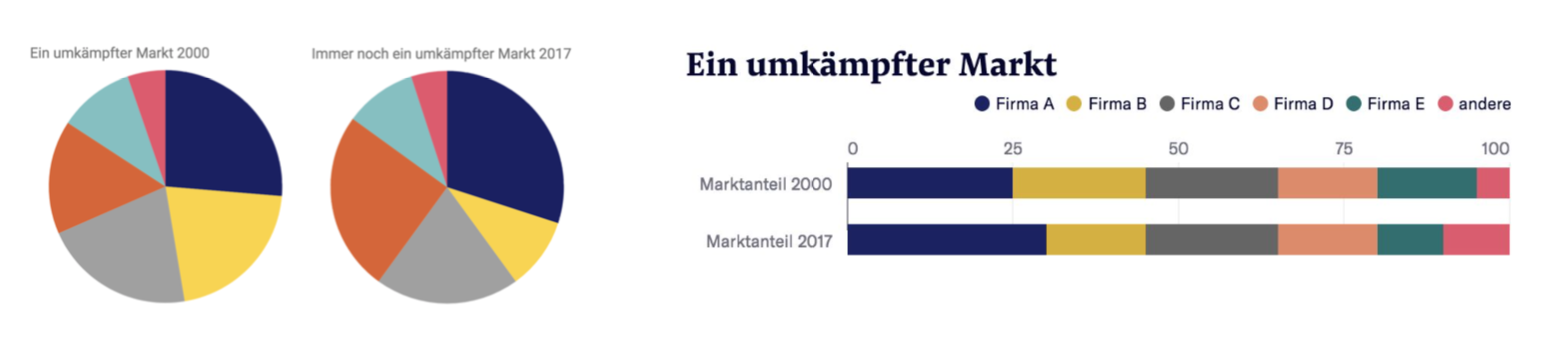 Ein umkämpfter Markt 2000
Immer noch ein umkämpfter Markt 2017
Ein umkämpfter Markt
Firma A Firma B Firma C Firma D Firma E andere
0 25 50 75 100
Marktanteil 2000
Marktanteil 2017